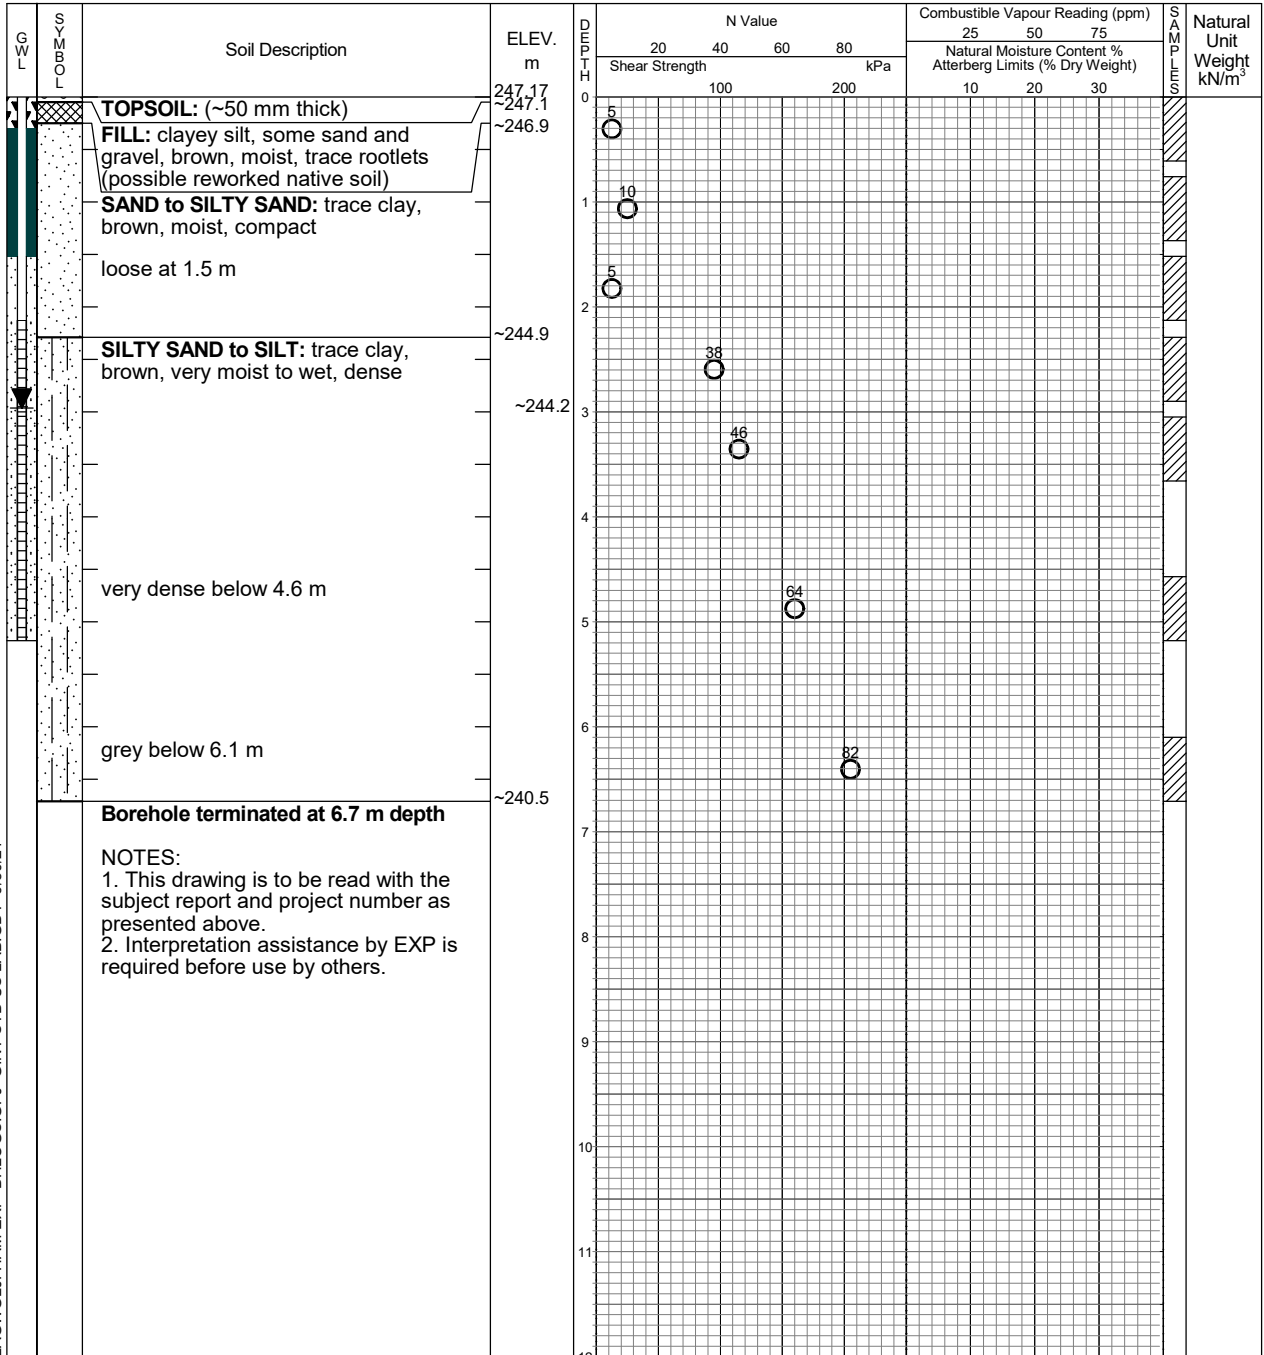 GWL
SYMBOL
Soil Description
ELEV.
m
DEPTH
N Value
20 40 60 80
Shear Strength kPa
100 200
Combustible Vapour Reading (ppm)
25 50 75
Natural Moisture Content %
Atterberg Limits (% Dry Weight)
10 20 30
SAMPLES
Natural
Unit
Weight
kN/m³
247.17
0
TOPSOIL: (~50 mm thick)
~247.1
5
FILL: clayey silt, some sand and
~246.9
gravel, brown, moist, trace rootlets
(possible reworked native soil)
10
SAND to SILTY SAND: trace clay,
1
brown, moist, compact
loose at 1.5 m
5
2
~244.9
SILTY SAND to SILT: trace clay,
38
brown, very moist to wet, dense
~244.2
3
46
4
very dense below 4.6 m
64
5
6
grey below 6.1 m
82
~240.5
Borehole terminated at 6.7 m depth
7
NOTES:
1. This drawing is to be read with the
subject report and project number as
presented above.
8
2. Interpretation assistance by EXP is
required before use by others.
9
10
11